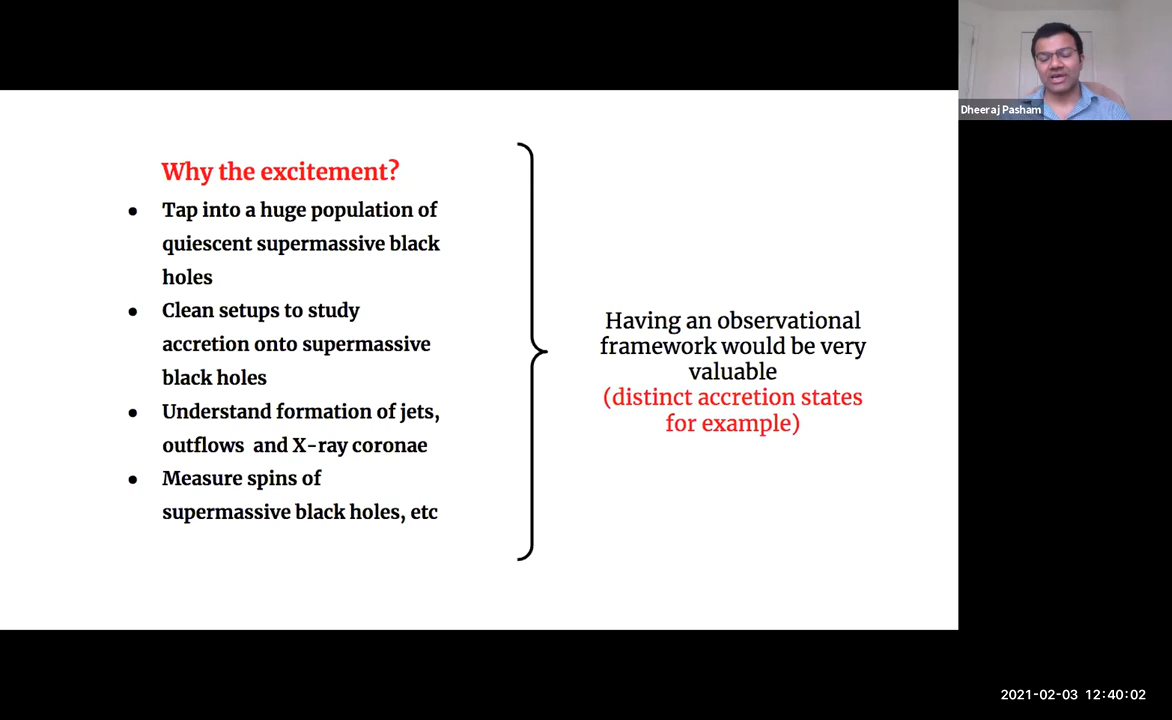 Dheeraj Pasham
Why the excitement?
● Tap into a huge population of
quiescent supermassive black
holes
● Clean setups to study
accretion onto supermassive
black holes
● Understand formation of jets,
outflows and X-ray coronae
● Measure spins of
supermassive black holes, etc
Having an observational
framework would be very
valuable
(distinct accretion states
for example)
2021-02-03 12:40:02